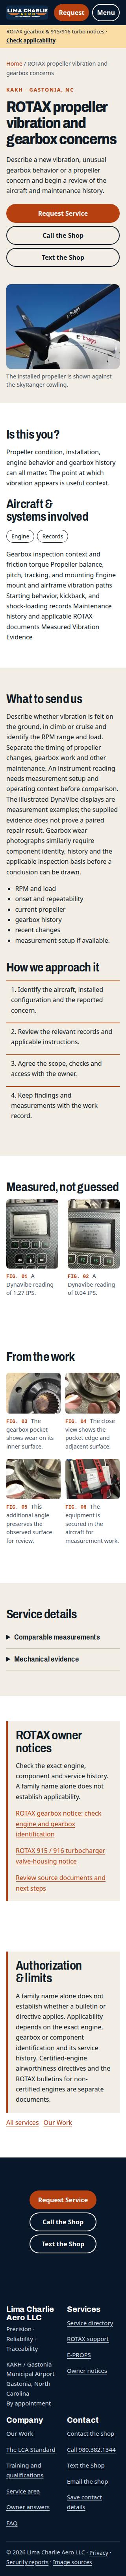 LIMA CHARLIE
Request
Menu
ROTAX gearbox & 915/916 turbo notices ·
Check applicability
Home / ROTAX propeller vibration and
gearbox concerns
KAKH · GASTONIA, NC
ROTAX propeller
vibration and
gearbox concerns
Describe a new vibration, unusual
gearbox behavior or a propeller
concern and begin a review of the
aircraft and maintenance history.
Request Service
Call the Shop
Text the Shop
The installed propeller is shown against
the SkyRanger cowling.
Is this you?
Propeller condition, installation,
engine behavior and gearbox history
can all matter. The point at which
vibration appears is useful context.
Aircraft &
systems involved
Engine
Records
Gearbox inspection context and
friction torque Propeller balance,
pitch, tracking, and mounting Engine
mount and airframe vibration paths
Starting behavior, kickback, and
shock-loading records Maintenance
history and applicable ROTAX
documents Measured Vibration
Evidence
What to send us
Describe whether vibration is felt on
the ground, in climb or cruise and
identify the RPM range and load.
Separate the timing of propeller
changes, gearbox work and other
maintenance. An instrument reading
needs measurement setup and
operating context before comparison.
The illustrated DynaVibe displays are
measurement examples; the supplied
evidence does not prove a paired
repair result. Gearbox wear
photographs similarly require
component identity, history and the
applicable inspection basis before a
conclusion can be drawn.
RPM and load
onset and repeatability
current propeller
gearbox history
recent changes
measurement setup if available.
How we approach it
1. Identify the aircraft, installed
configuration and the reported
concern.
2. Review the relevant records and
applicable instructions.
3. Agree the scope, checks and
access with the owner.
4. Keep findings and
measurements with the work
record.
Measured, not guessed
FIG. 01 A
DynaVibe reading
of 1.27 IPS.
FIG. 02 A
DynaVibe reading
of 0.04 IPS.
From the work
FIG. 03 The
gearbox pocket
shows wear on its
inner surface.
FIG. 04 The close
view shows the
pocket edge and
adjacent surface.
FIG. 05 This
additional angle
preserves the
observed surface
for review.
FIG. 06 The
equipment is
secured in the
aircraft for
measurement work.
Service details
Comparable measurements
Mechanical evidence
ROTAX owner
notices
Check the exact engine,
component and document history.
A family name alone does not
establish applicability.
ROTAX gearbox notice: check
engine and gearbox
identification
ROTAX 915 / 916 turbocharger
valve-housing notice
Review source documents and
next steps
Authorization
& limits
A family name alone does not
establish whether a bulletin or
directive applies. Applicability
depends on the exact engine,
gearbox or component
identification and its service
history. Certified-engine
airworthiness directives and the
ROTAX bulletins for non-
certified engines are separate
documents.
All services Our Work
Request Service
Call the Shop
Text the Shop
Lima Charlie
Aero LLC
Precision ·
Reliability ·
Traceability
KAKH / Gastonia
Municipal Airport
Gastonia, North
Carolina
By appointment
Services
Service directory
ROTAX support
E-PROPS
Owner notices
Company
Our Work
The LCA Standard
Training and
qualifications
Service area
Owner answers
FAQ
Contact
Contact the shop
Call 980.382.1344
Text the Shop
Email the shop
Save contact
details
© 2026 Lima Charlie Aero LLC · Privacy ·
Security reports · Image sources